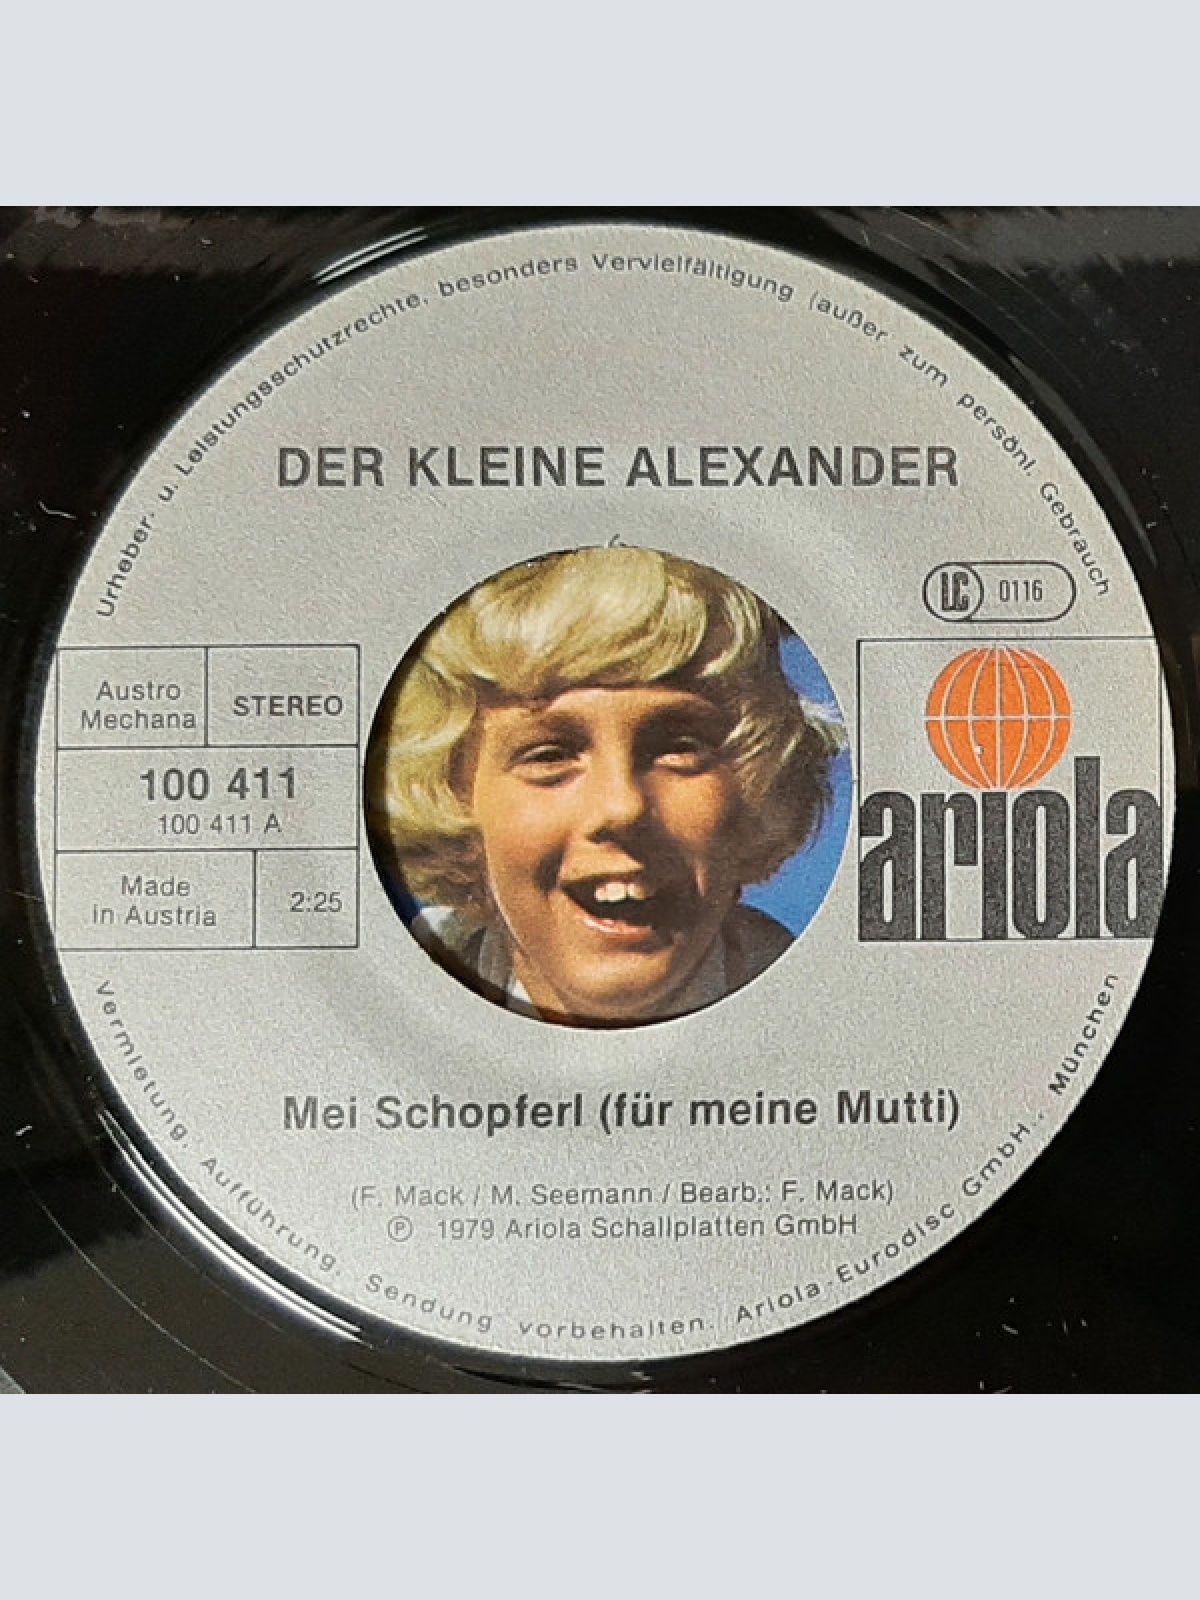 Urheber- u. Leistungsschutzrechte, besonders Vervielfältigung (außer zum persönl. Gebrauch
DER KLEINE ALEXANDER
LC 0116
Austro
Mechana
STEREO
100 411
100 411 A
Made
in Austria
2:25
ariola
Mei Schopferl (für meine Mutti)
(F. Mack / M. Seemann / Bearb.: F. Mack)
℗ 1979 Ariola Schallplatten GmbH
Vermietung, Aufführung, Sendung vorbehalten. Ariola-Eurodisc GmbH., München